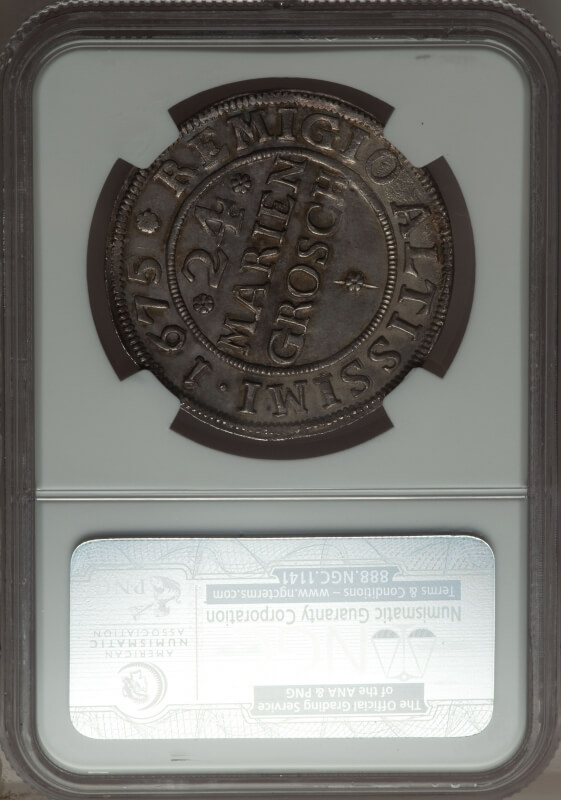 REMIGIO ALTISSIMI · 1675
24
MARIEN
GROSCH
The Official Grading Service
of the ANA & PNG
NGC
Numismatic Guaranty Corporation
Terms & Conditions – www.ngcterms.com
888.NGC.1141
AMERICAN
NUMISMATIC
ASSOCIATION
PNG